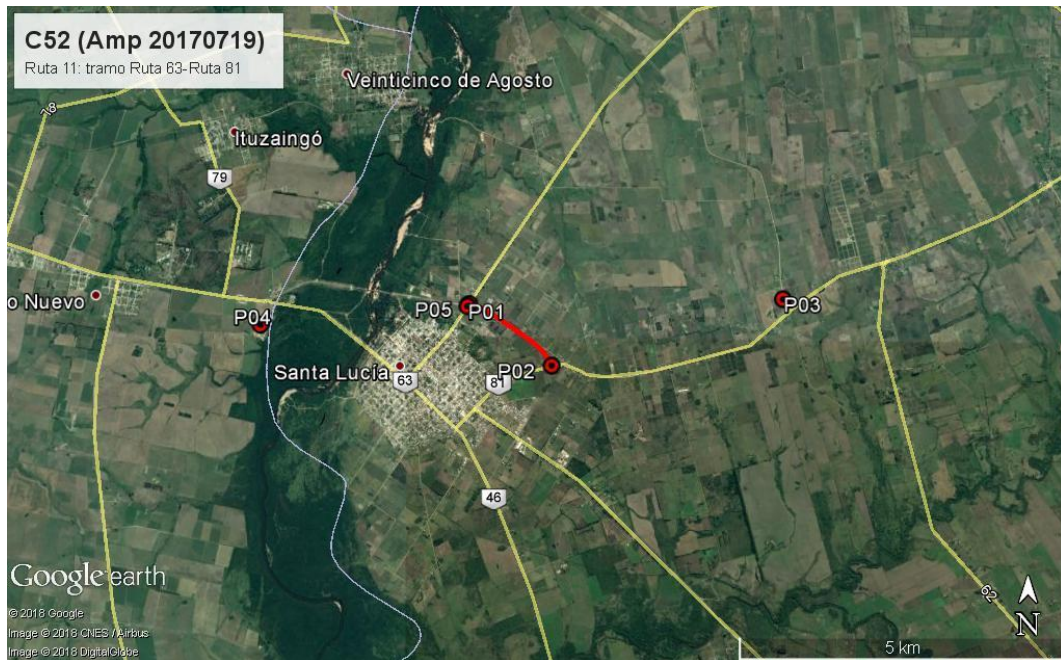 C52 (Amp 20170719)
Ruta 11: tramo Ruta 63-Ruta 81
Veinticinco de Agosto
78
Ituzaingó
79
o Nuevo
P04
P05
P01
P03
Santa Lucía
63
P02
81
46
62
Google earth
© 2018 Google
Image © 2018 CNES / Airbus
Image © 2018 DigitalGlobe
N
5 km